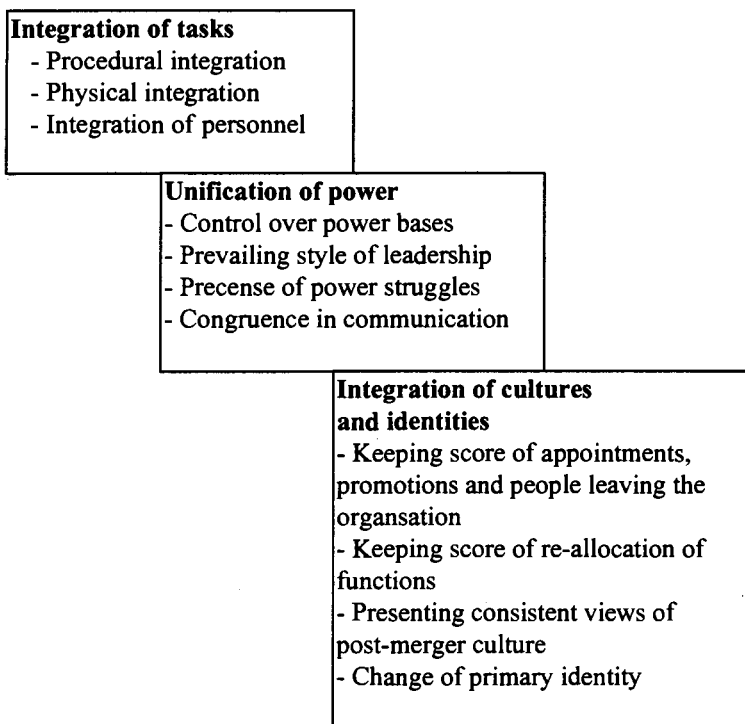 Integration of tasks
- Procedural integration
- Physical integration
- Integration of personnel
Unification of power
- Control over power bases
- Prevailing style of leadership
- Precense of power struggles
- Congruence in communication
Integration of cultures
and identities
- Keeping score of appointments,
promotions and people leaving the
organsation
- Keeping score of re-allocation of
functions
- Presenting consistent views of
post-merger culture
- Change of primary identity